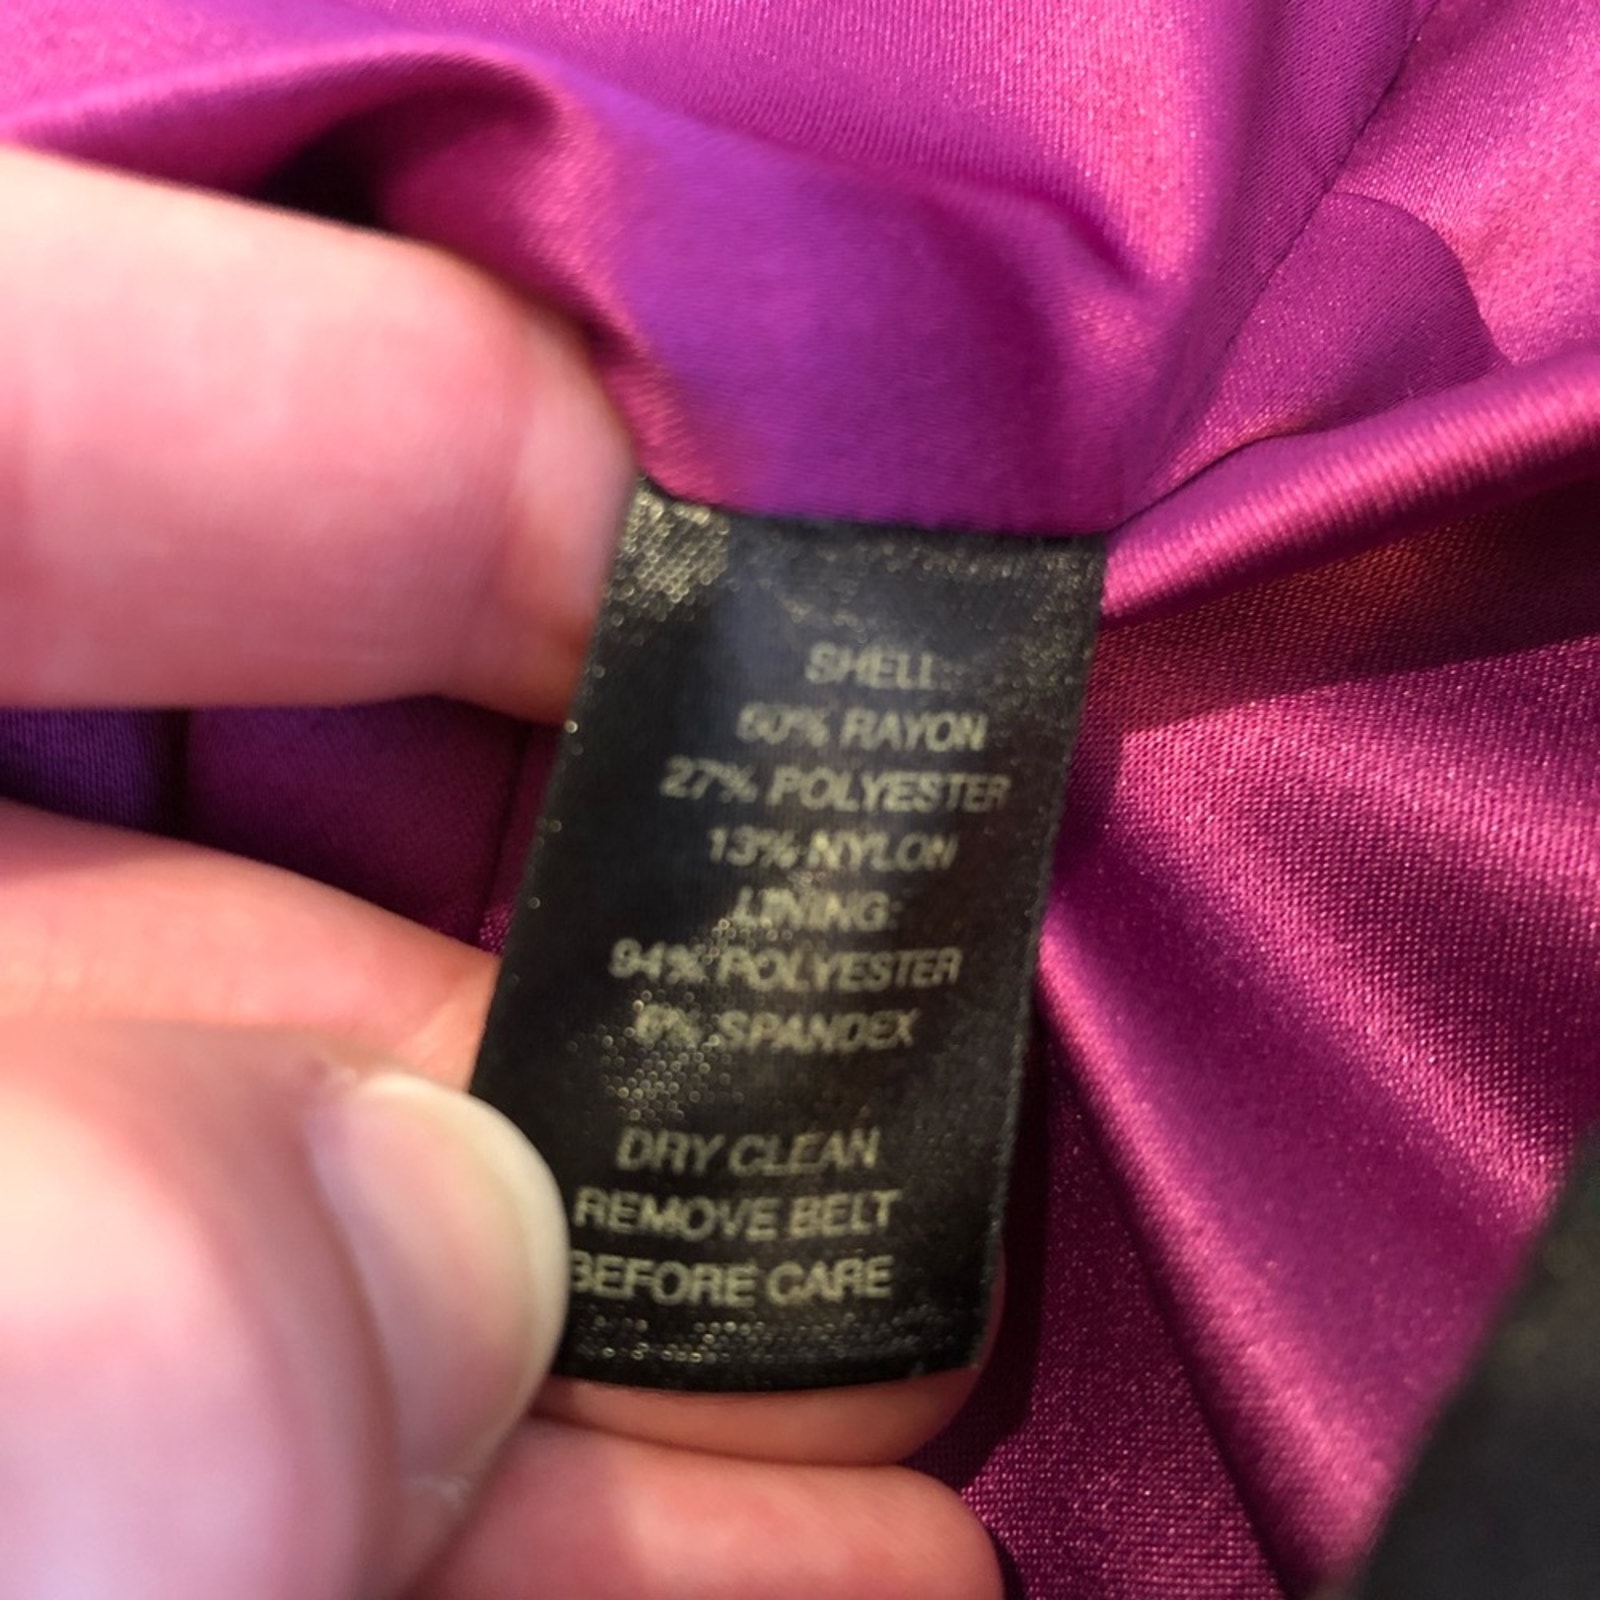 SHELL:
60% RAYON
27% POLYESTER
13% NYLON
LINING:
94% POLYESTER
6% SPANDEX
DRY CLEAN
REMOVE BELT
BEFORE CARE